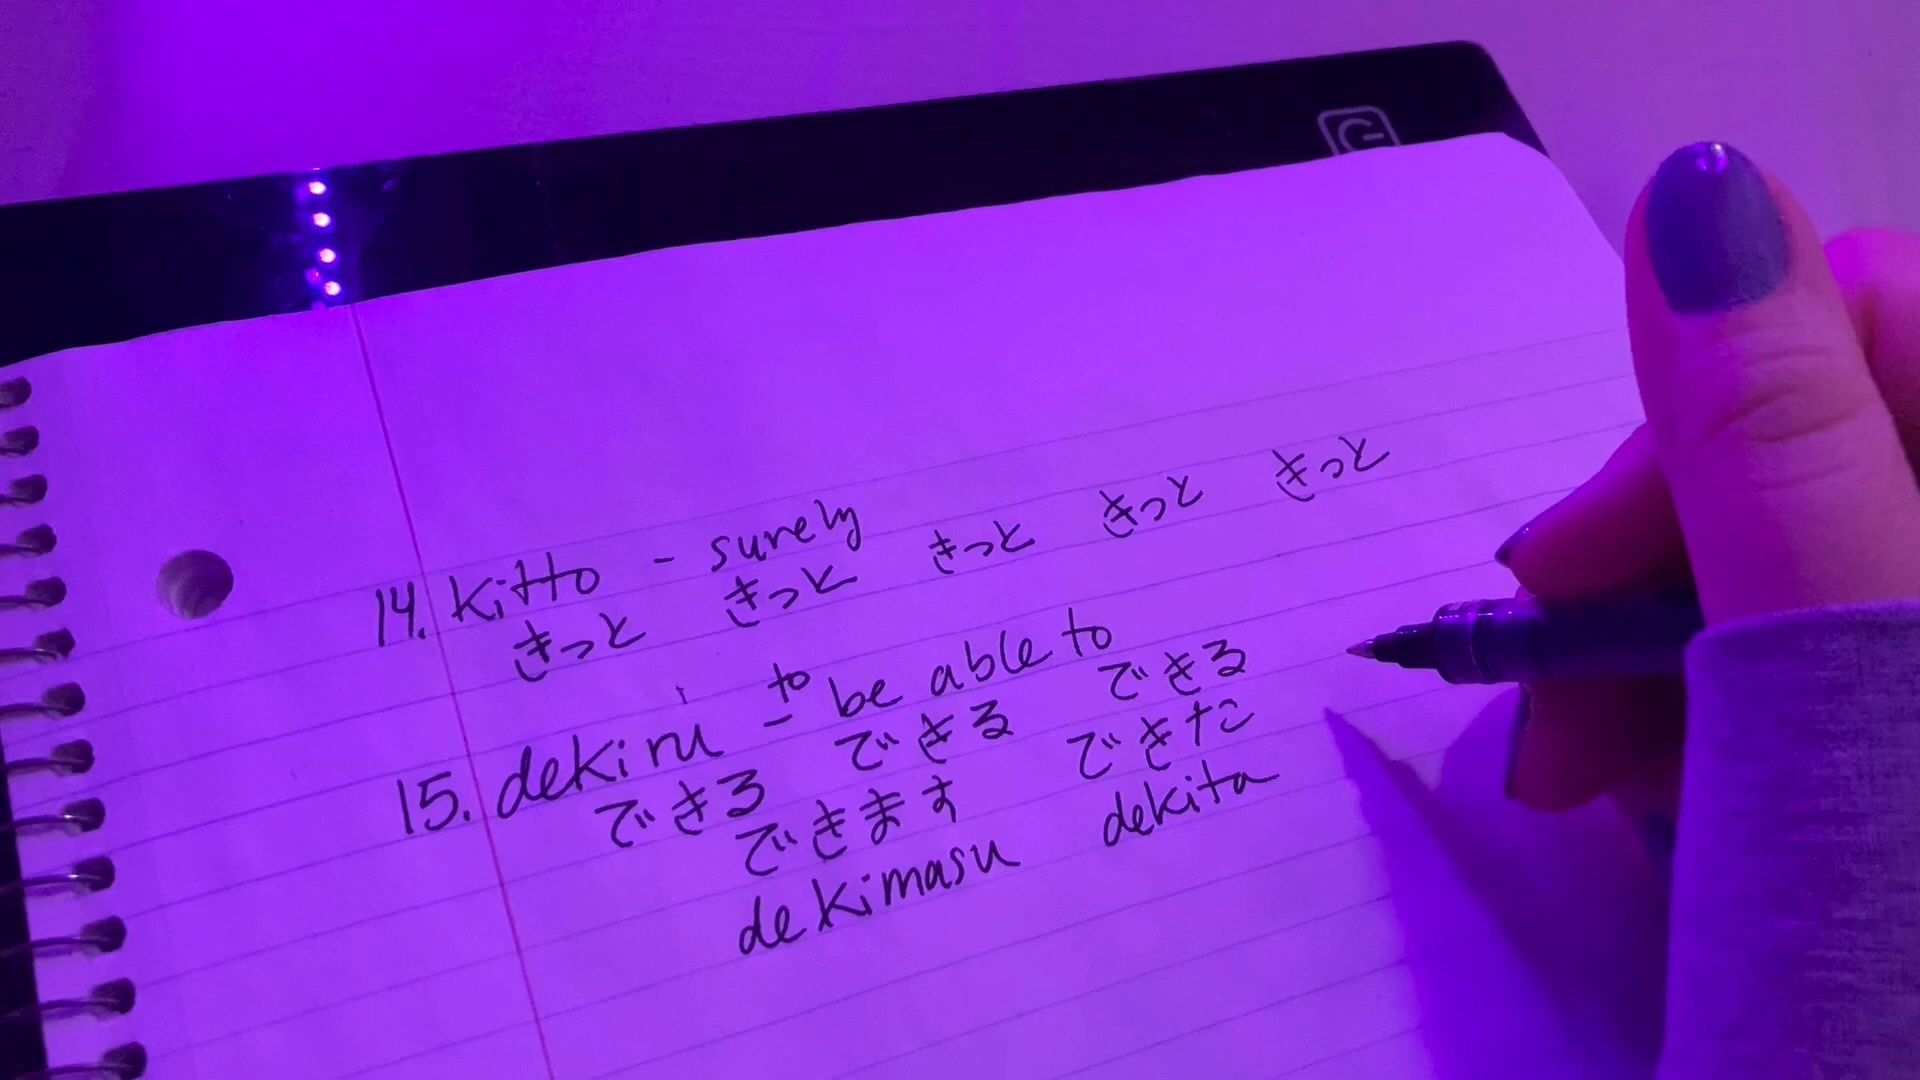 14. kitto - surely
きっと きっと きっと きっと きっと
15. dekiru - to be able to
できる できる できる
できます できた
dekimasu dekita